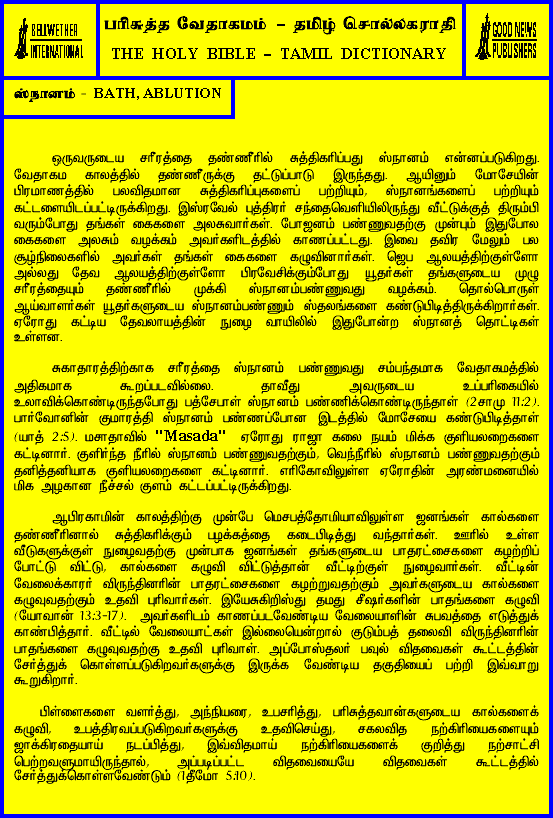 BELLWETHER
INTERNATIONAL
பரிசுத்த வேதாகமம் - தமிழ் சொல்லகராதி
THE HOLY BIBLE - TAMIL DICTIONARY
GOOD NEWS
PUBLISHERS
ஸ்நானம் - BATH, ABLUTION
ஒருவருடைய சரீரத்தை தண்ணீரில் சுத்திகரிப்பது ஸ்நானம் என்னப்படுகிறது.
வேதாகம காலத்தில் தண்ணீருக்கு தட்டுப்பாடு இருந்தது. ஆயினும் மோசேயின்
பிரமாணத்தில் பலவிதமான சுத்திகரிப்புகளைப் பற்றியும், ஸ்நானங்களைப் பற்றியும்
கட்டளையிடப்பட்டிருக்கிறது. இஸ்ரவேல் புத்திரர் சந்தைவெளியிலிருந்து வீட்டுக்குத் திரும்பி
வரும்போது தங்கள் கைகளை அலசுவார்கள். போஜனம் பண்ணுவதற்கு முன்பும் இதுபோல
கைகளை அலசும் வழக்கம் அவர்களிடத்தில் காணப்பட்டது. இவை தவிர மேலும் பல
சூழ்நிலைகளில் அவர்கள் தங்கள் கைகளை கழுவினார்கள். ஜெப ஆலயத்திற்குள்ளோ
அல்லது தேவ ஆலயத்திற்குள்ளோ பிரவேசிக்கும்போது யூதர்கள் தங்களுடைய முழு
சரீரத்தையும் தண்ணீரில் முக்கி ஸ்நானம்பண்ணுவது வழக்கம். தொல்பொருள்
ஆய்வாளர்கள் யூதர்களுடைய ஸ்நானம்பண்ணும் ஸ்தலங்களை கண்டுபிடித்திருக்கிறார்கள்.
ஏரோது கட்டிய தேவாலயத்தின் நுழை வாயிலில் இதுபோன்ற ஸ்நானத் தொட்டிகள்
உள்ளன.
சுகாதாரத்திற்காக சரீரத்தை ஸ்நானம் பண்ணுவது சம்பந்தமாக வேதாகமத்தில்
அதிகமாக கூறப்படவில்லை. தாவீது அவருடைய உப்பரிகையில்
உலாவிக்கொண்டிருந்தபோது பத்சேபாள் ஸ்நானம் பண்ணிக்கொண்டிருந்தாள் (2சாமு 11:2).
பார்வோனின் குமாரத்தி ஸ்நானம் பண்ணப்போன இடத்தில் மோசேயை கண்டுபிடித்தாள்
(யாத் 2:5). மசாதாவில் "Masada" ஏரோது ராஜா கலை நயம் மிக்க குளியலறைகளை
கட்டினார். குளிர்ந்த நீரில் ஸ்நானம் பண்ணுவதற்கும், வெந்நீரில் ஸ்நானம் பண்ணுவதற்கும்
தனித்தனியாக குளியலறைகளை கட்டினார். எரிகோவிலுள்ள ஏரோதின் அரண்மனையில்
மிக அழகான நீச்சல் குளம் கட்டப்பட்டிருக்கிறது.
ஆபிரகாமின் காலத்திற்கு முன்பே மெசபத்தோமியாவிலுள்ள ஜனங்கள் கால்களை
தண்ணீரினால் சுத்திகரிக்கும் பழக்கத்தை கடைபிடித்து வந்தார்கள். ஊரில் உள்ள
வீடுகளுக்குள் நுழைவதற்கு முன்பாக ஜனங்கள் தங்களுடைய பாதரட்சைகளை கழற்றிப்
போட்டு விட்டு, கால்களை கழுவி விட்டுத்தான் வீட்டிற்குள் நுழைவார்கள். வீட்டின்
வேலைக்காரர் விருந்தினரின் பாதரட்சைகளை கழற்றுவதற்கும் அவர்களுடைய கால்களை
கழுவுவதற்கும் உதவி புரிவார்கள். இயேசுகிறிஸ்து தமது சீஷர்களின் பாதங்களை கழுவி
(யோவான் 13:3-17). அவர்களிடம் காணப்படவேண்டிய வேலையாளின் சுபவத்தை எடுத்துக்
காண்பித்தார். வீட்டில் வேலையாட்கள் இல்லையென்றால் குடும்பத் தலைவி விருந்தினரின்
பாதங்களை கழுவுவதற்கு உதவி புரிவாள். அப்போஸ்தலர் பவுல் விதவைகள் கூட்டத்தின்
சேர்த்துக் கொள்ளப்படுகிறவர்களுக்கு இருக்க வேண்டிய தகுதியைப் பற்றி இவ்வாறு
கூறுகிறார்.
பிள்ளைகளை வளர்த்து, அந்நியரை, உபசரித்து, பரிசுத்தவான்களுடைய கால்களைக்
கழுவி, உபத்திரவப்படுகிறவர்களுக்கு உதவிசெய்து, சகலவித நற்கிரியைகளையும்
ஜாக்கிரதையாய் நடப்பித்து, இவ்விதமாய் நற்கிரியைகளைக் குறித்து நற்சாட்சி
பெற்றவளுமாயிருந்தால், அப்படிப்பட்ட விதவையையே விதவைகள் கூட்டத்தில்
சேர்த்துக்கொள்ளவேண்டும் (1தீமோ 5:10).